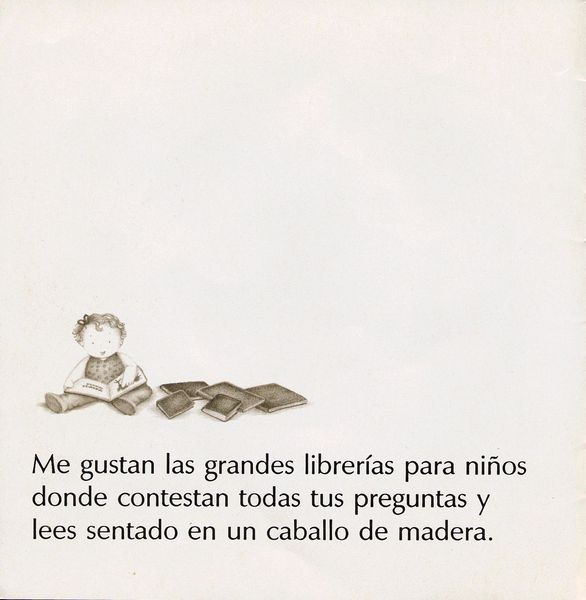 Me gustan las grandes librerías para niños
donde contestan todas tus preguntas y
lees sentado en un caballo de madera.